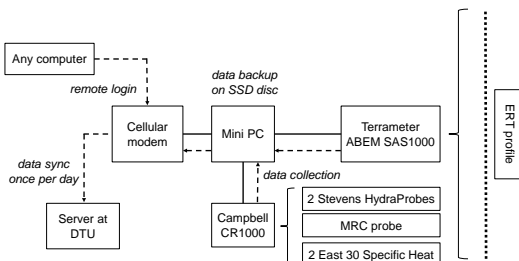 Any computer
remote login
data backup
on SSD disc
Cellular
modem
Mini PC
Terrameter
ABEM SAS1000
ERT profile
data sync
once per day
data collection
Server at
DTU
Campbell
CR1000
2 Stevens HydraProbes
MRC probe
2 East 30 Specific Heat